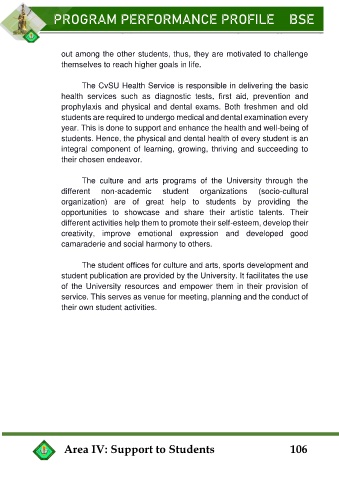 PROGRAM PERFORMANCE PROFILE BSE
out among the other students, thus, they are motivated to challenge
themselves to reach higher goals in life.
The CvSU Health Service is responsible in delivering the basic
health services such as diagnostic tests, first aid, prevention and
prophylaxis and physical and dental exams. Both freshmen and old
students are required to undergo medical and dental examination every
year. This is done to support and enhance the health and well-being of
students. Hence, the physical and dental health of every student is an
integral component of learning, growing, thriving and succeeding to
their chosen endeavor.
The culture and arts programs of the University through the
different non-academic student organizations (socio-cultural
organization) are of great help to students by providing the
opportunities to showcase and share their artistic talents. Their
different activities help them to promote their self-esteem, develop their
creativity, improve emotional expression and developed good
camaraderie and social harmony to others.
The student offices for culture and arts, sports development and
student publication are provided by the University. It facilitates the use
of the University resources and empower them in their provision of
service. This serves as venue for meeting, planning and the conduct of
their own student activities.
Area IV: Support to Students 106